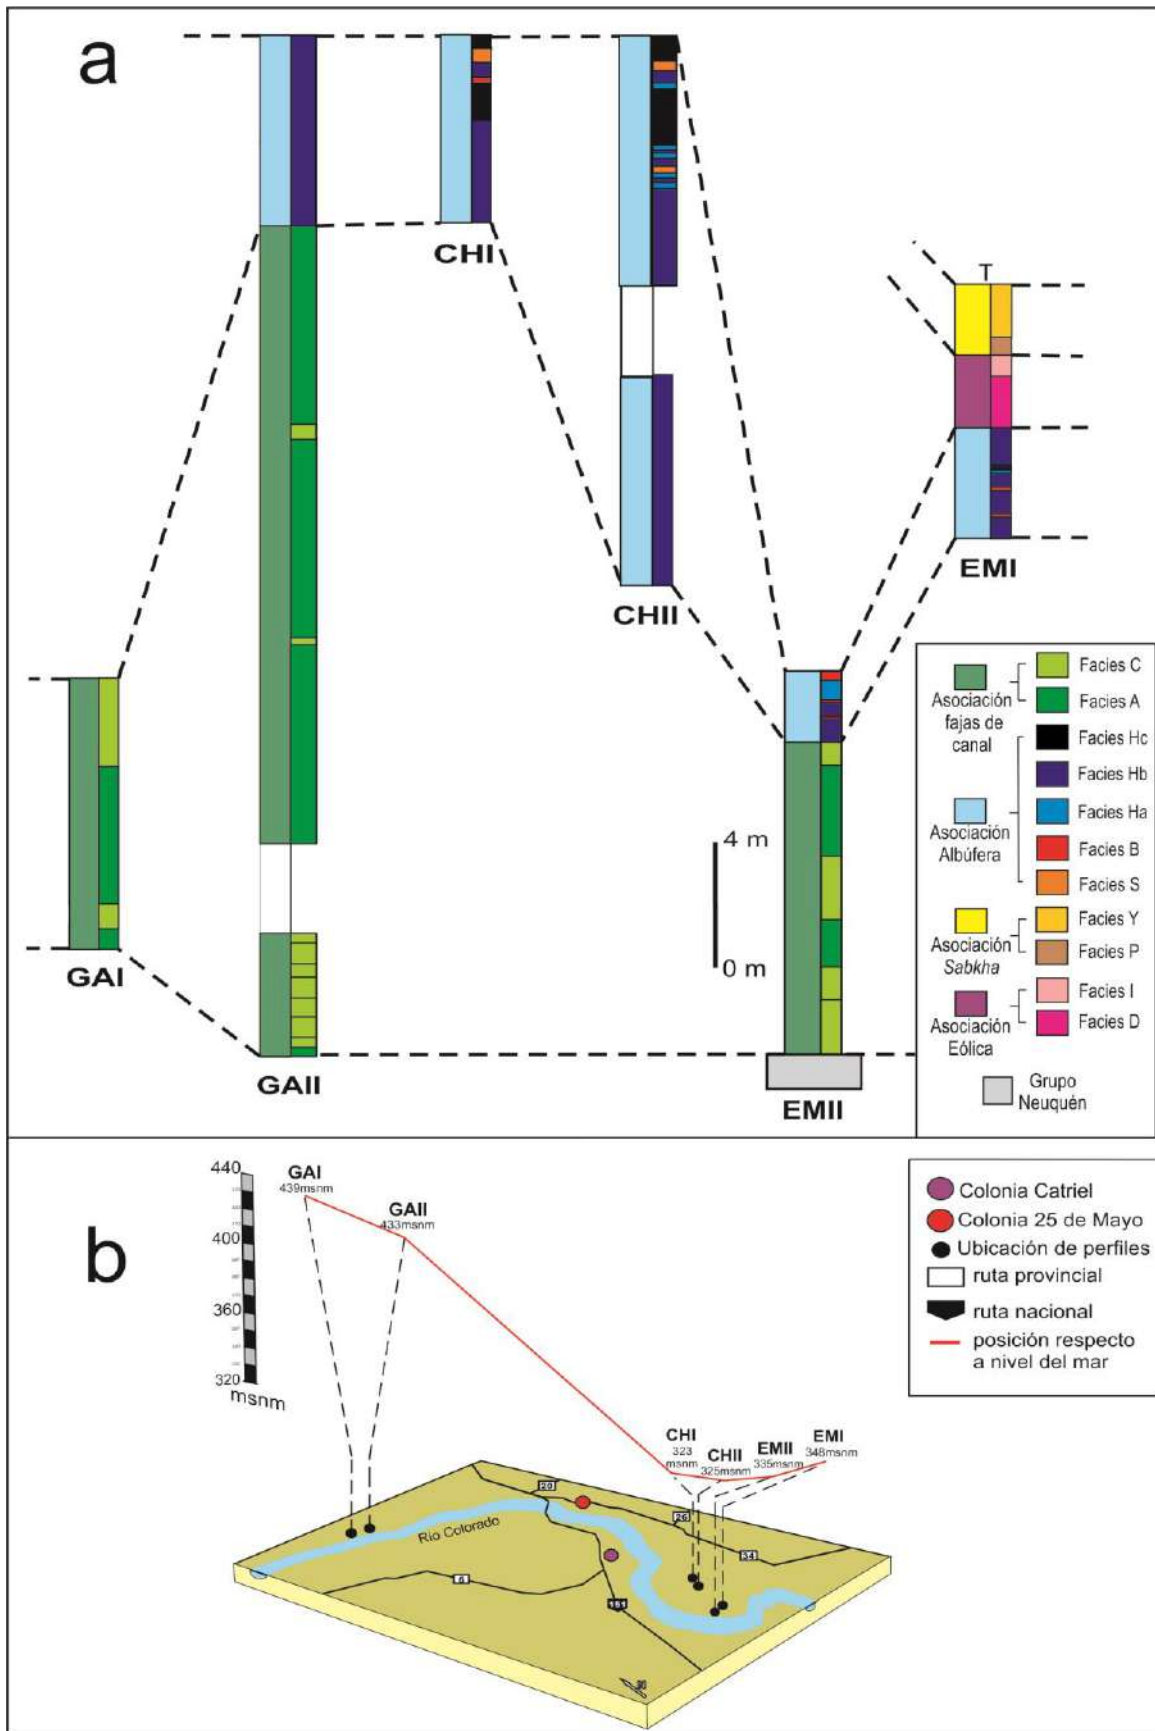 a
CHI
T
EMI
CHII
GAI
GAII
EMII
4 m
0 m
Asociación
fajas de
canal
Facies C
Facies A
Asociación
Albúfera
Facies Hc
Facies Hb
Facies Ha
Facies B
Facies S
Asociación
Sabkha
Facies Y
Facies P
Asociación
Eólica
Facies I
Facies D
Grupo
Neuquén
b
440
400
360
320
msnm
GAI
439msnm
GAII
433msnm
CHI
323
msnm
CHII
325msnm
EMII
335msnm
EMI
348msnm
Río Colorado
20
26
34
6
151
Colonia Catriel
Colonia 25 de Mayo
Ubicación de perfiles
ruta provincial
ruta nacional
posición respecto
a nivel del mar